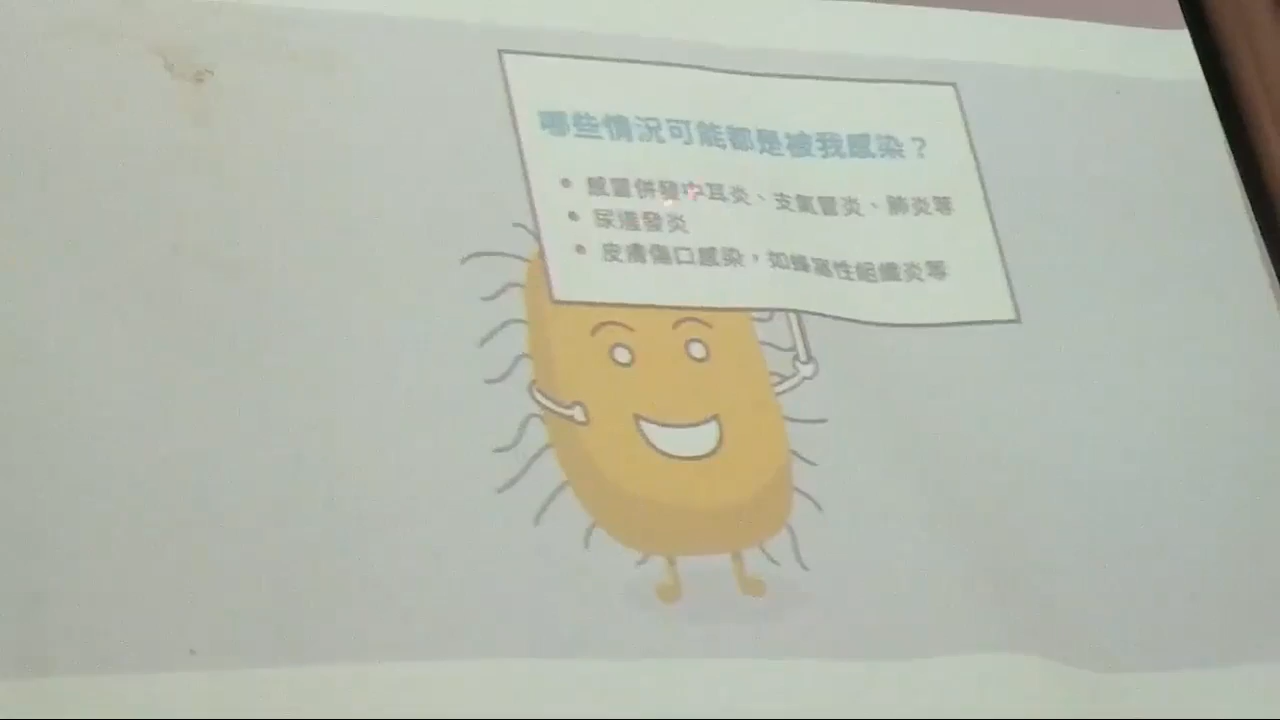 哪些情況可能都是被我感染?
• 感冒併發中耳炎、支氣管炎、肺炎等
• 尿道發炎
• 皮膚傷口感染,如蜂窩性組織炎等